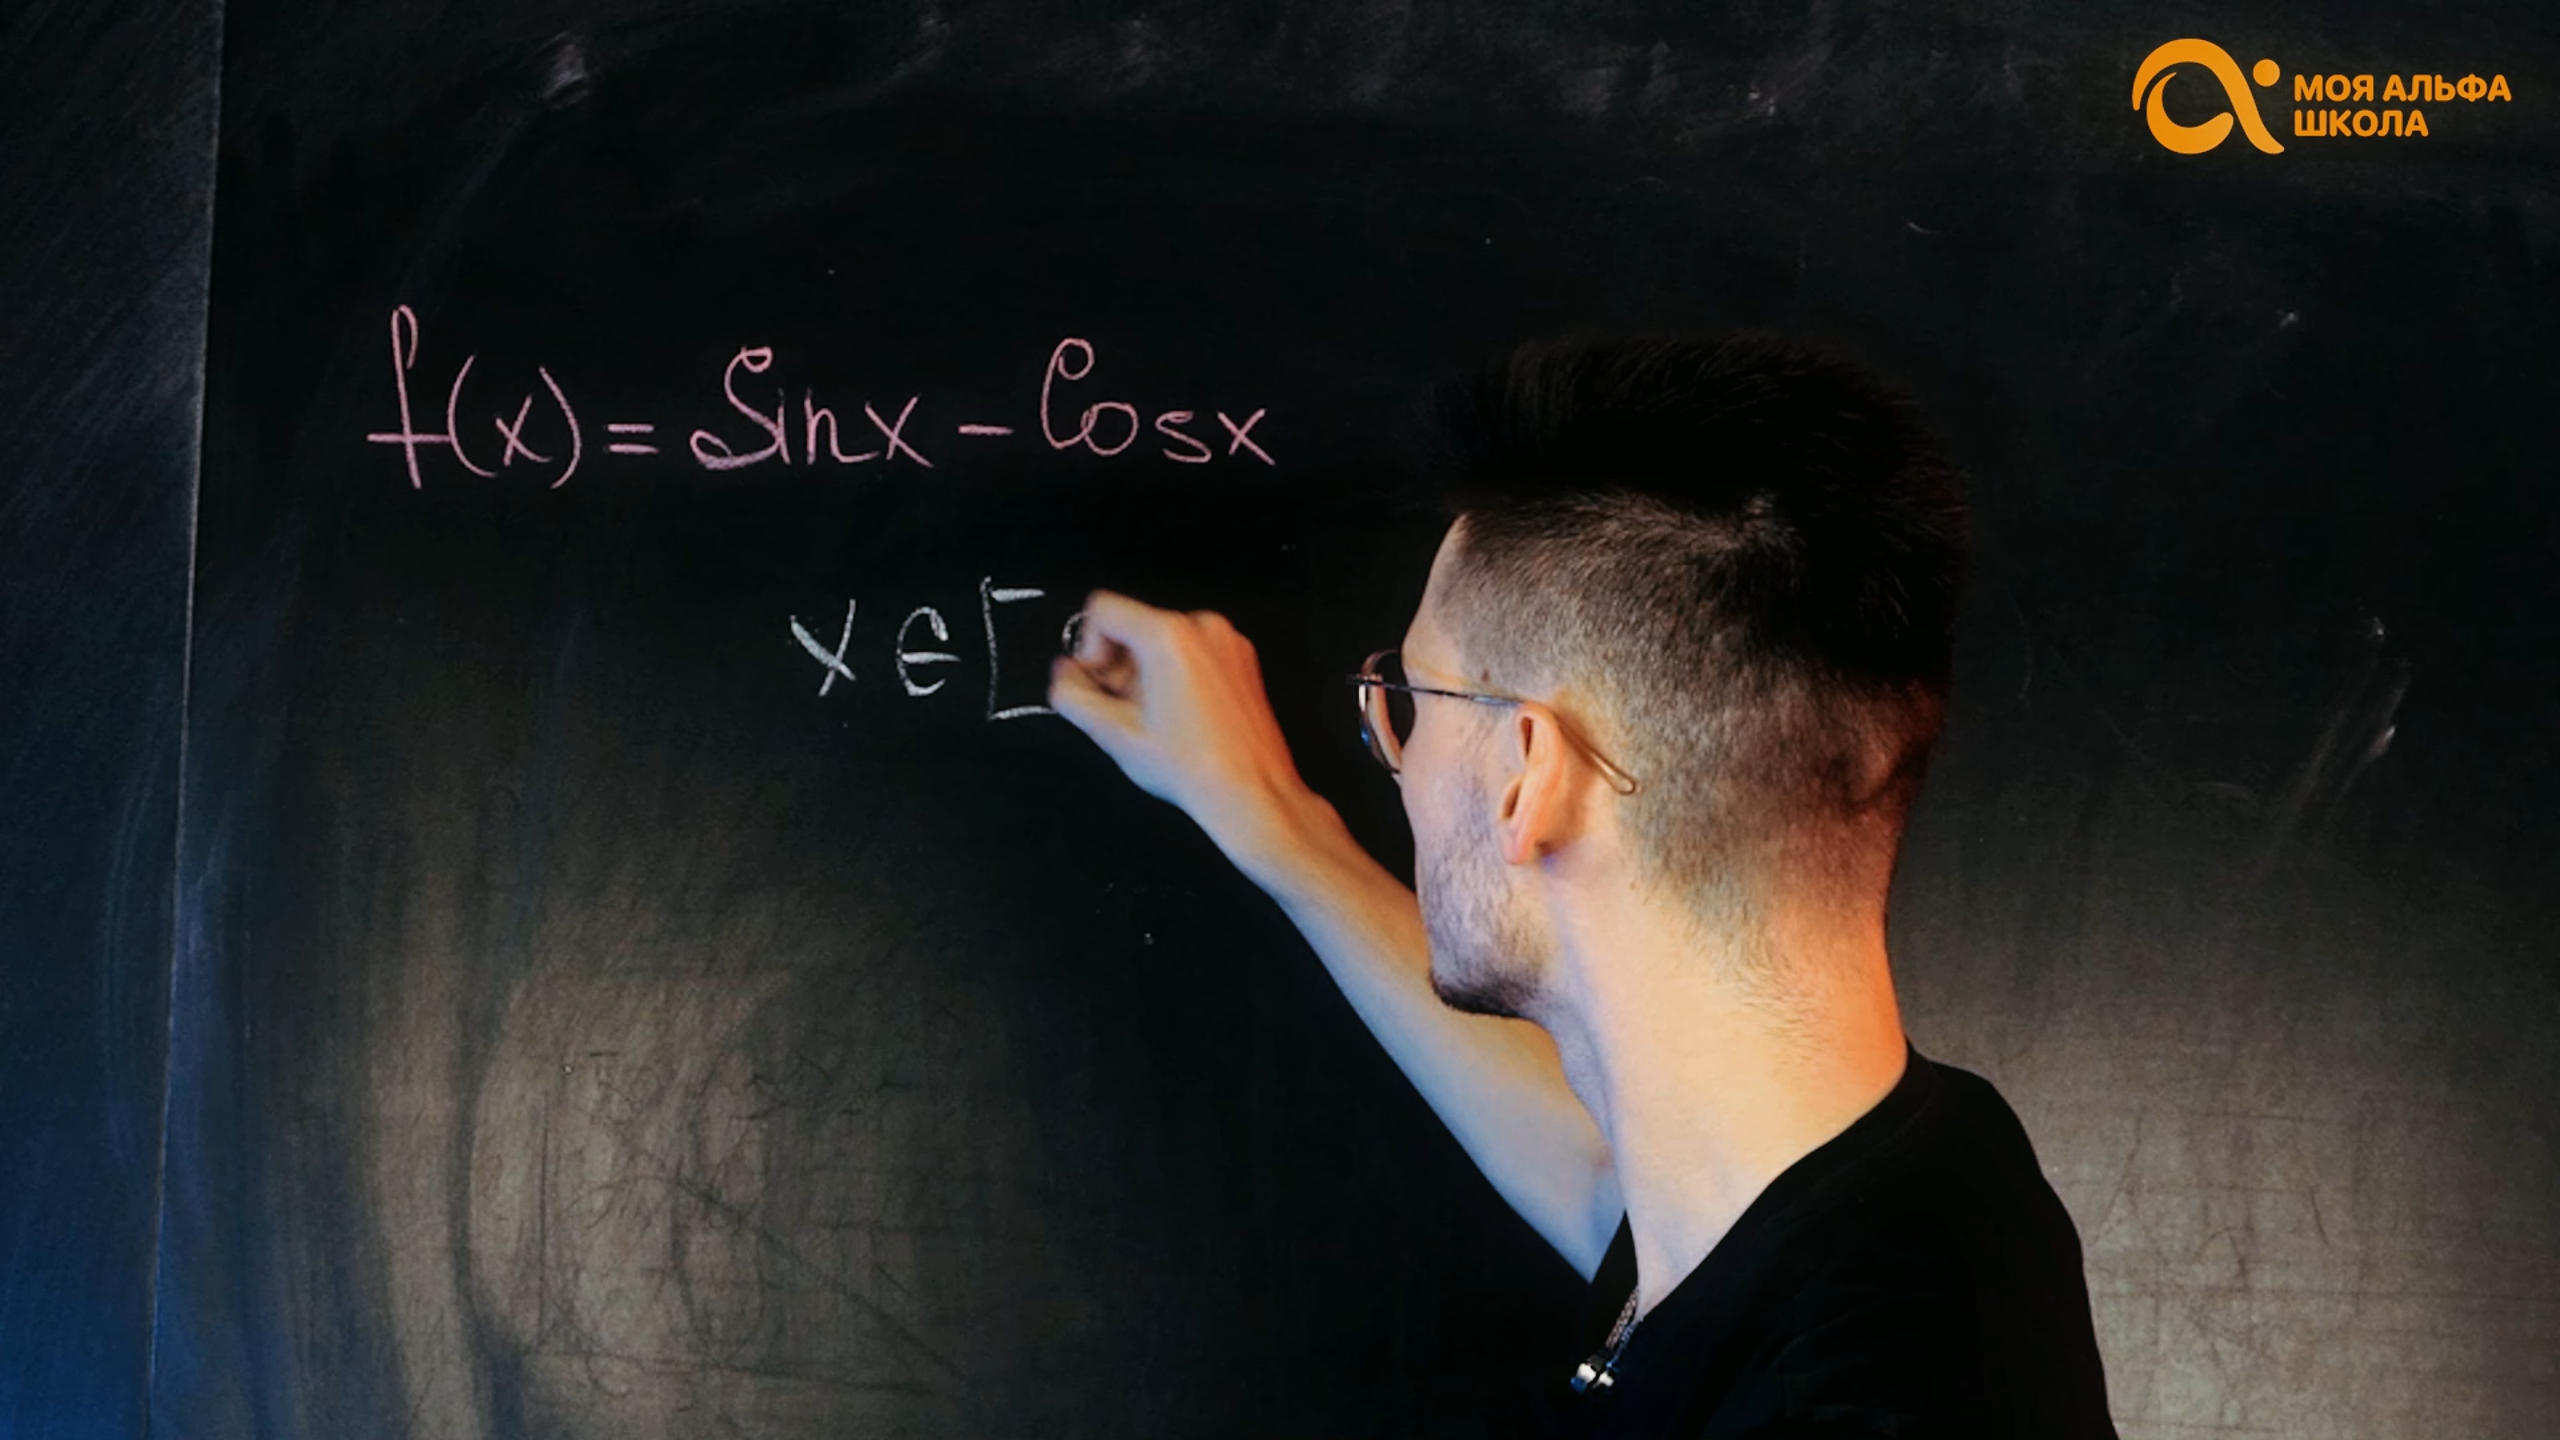 МОЯ АЛЬФА
ШКОЛА
f(x) = sinx - cosx
x ∈ [